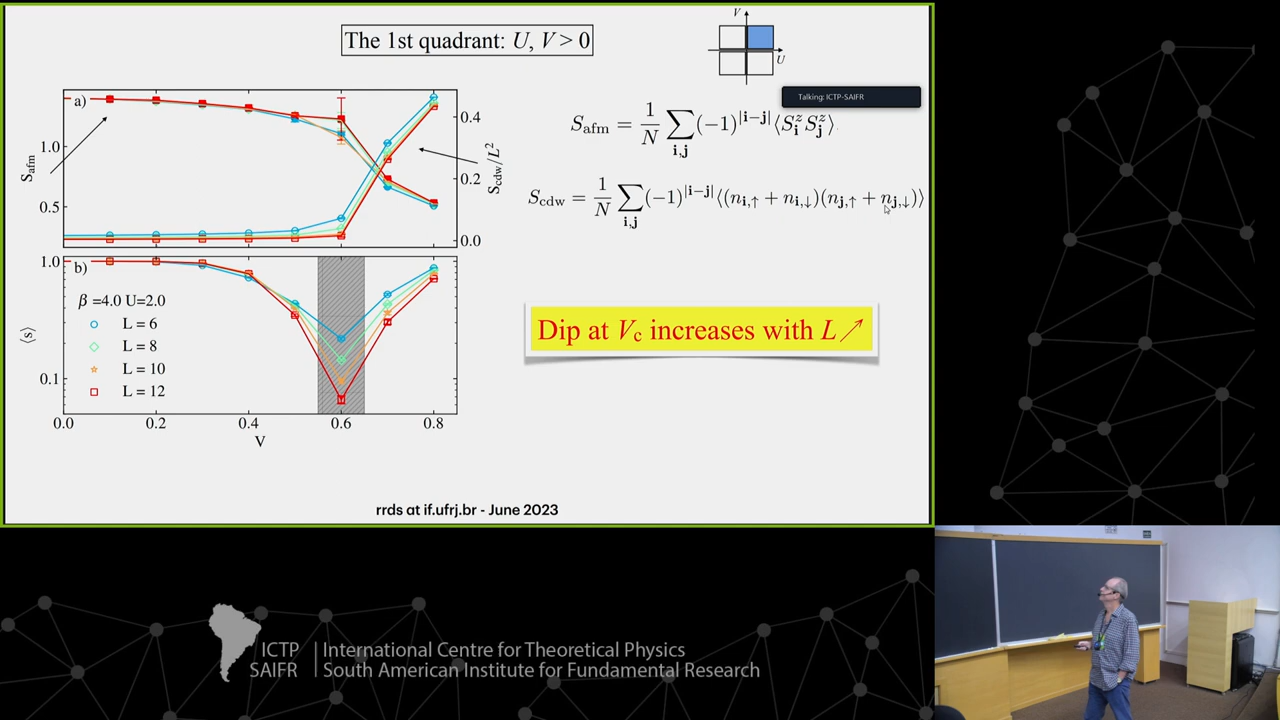 The 1st quadrant: U, V > 0
V
U
Talking: ICTP-SAIFR
a)
1.0
0.5
S_afm
0.4
0.2
0.0
S_cdw/L²
S_afm = 1/N ∑_{i,j} (−1)^{|i−j|} ⟨S_i^z S_j^z⟩
S_cdw = 1/N ∑_{i,j} (−1)^{|i−j|} ⟨(n_{i,↑} + n_{i,↓})(n_{j,↑} + n_{j,↓})⟩
b)
1.0
0.1
⟨s⟩
β =4.0 U=2.0
L = 6
L = 8
L = 10
L = 12
0.0 0.2 0.4 0.6 0.8
V
Dip at V_c increases with L ↗
rrds at if.ufrj.br - June 2023
ICTP
SAIFR
International Centre for Theoretical Physics
South American Institute for Fundamental Research